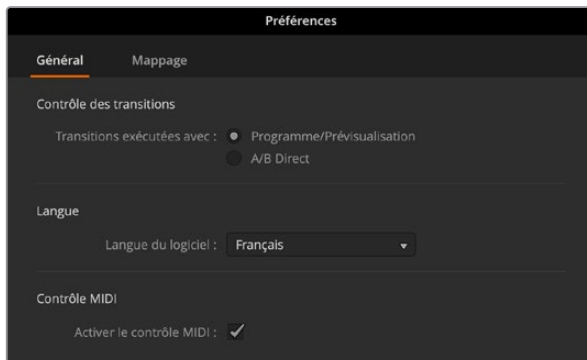 Préférences
Général Mappage
Contrôle des transitions
Transitions exécutées avec : Programme/Prévisualisation
A/B Direct
Langue
Langue du logiciel : Français
Contrôle MIDI
Activer le contrôle MIDI :